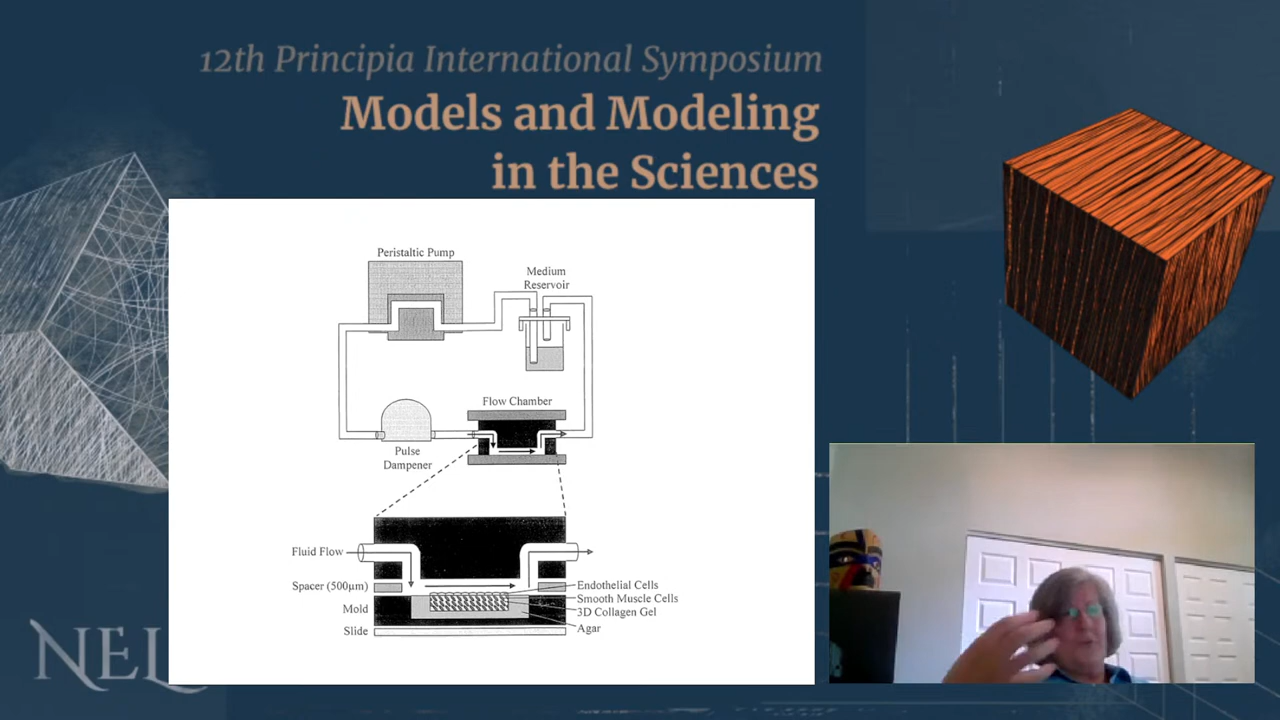 12th Principia International Symposium
Models and Modeling
in the Sciences
Peristaltic Pump
Medium
Reservoir
Flow Chamber
Pulse
Dampener
Fluid Flow
Spacer (500μm)
Mold
Slide
Endothelial Cells
Smooth Muscle Cells
3D Collagen Gel
Agar
NEL